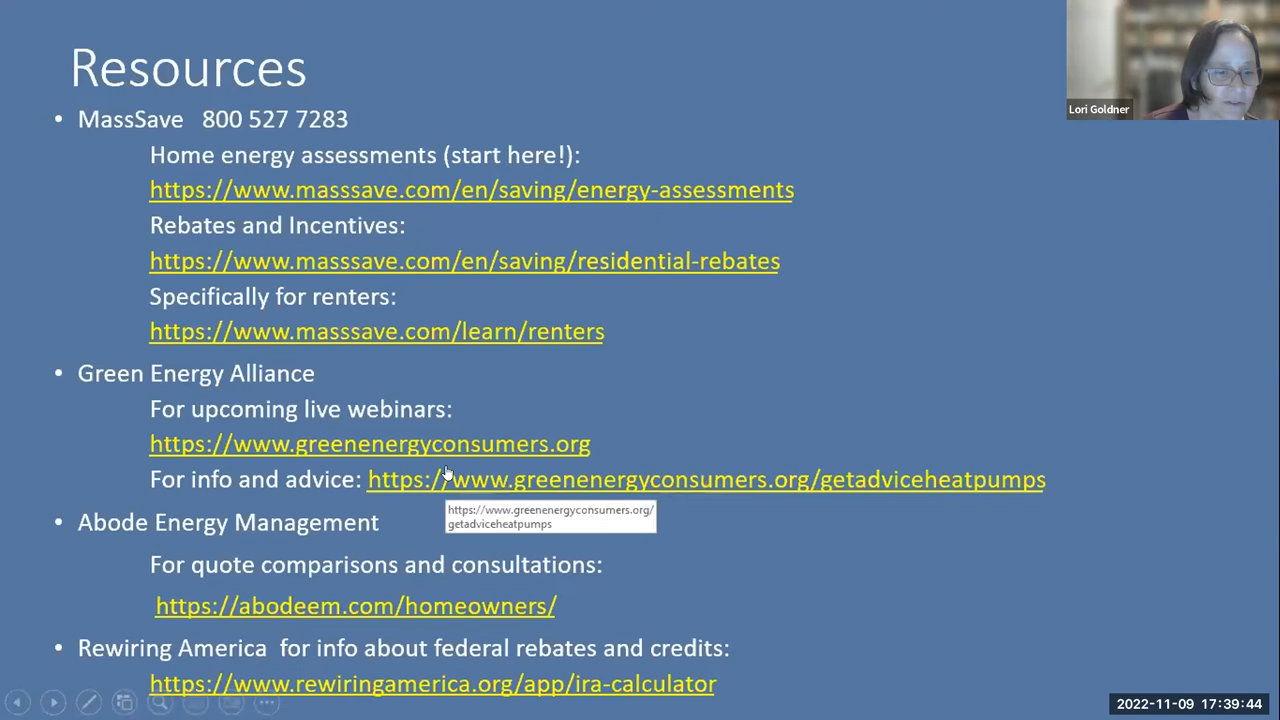 Resources
Lori Goldner
• MassSave   800 527 7283
Home energy assessments (start here!):
https://www.masssave.com/en/saving/energy-assessments
Rebates and Incentives:
https://www.masssave.com/en/saving/residential-rebates
Specifically for renters:
https://www.masssave.com/learn/renters
• Green Energy Alliance
For upcoming live webinars:
https://www.greenenergyconsumers.org
For info and advice: https://www.greenenergyconsumers.org/getadviceheatpumps
https://www.greenenergyconsumers.org/
getadviceheatpumps
• Abode Energy Management
For quote comparisons and consultations:
https://abodeem.com/homeowners/
• Rewiring America  for info about federal rebates and credits:
https://www.rewiringamerica.org/app/ira-calculator
2022-11-09 17:39:44